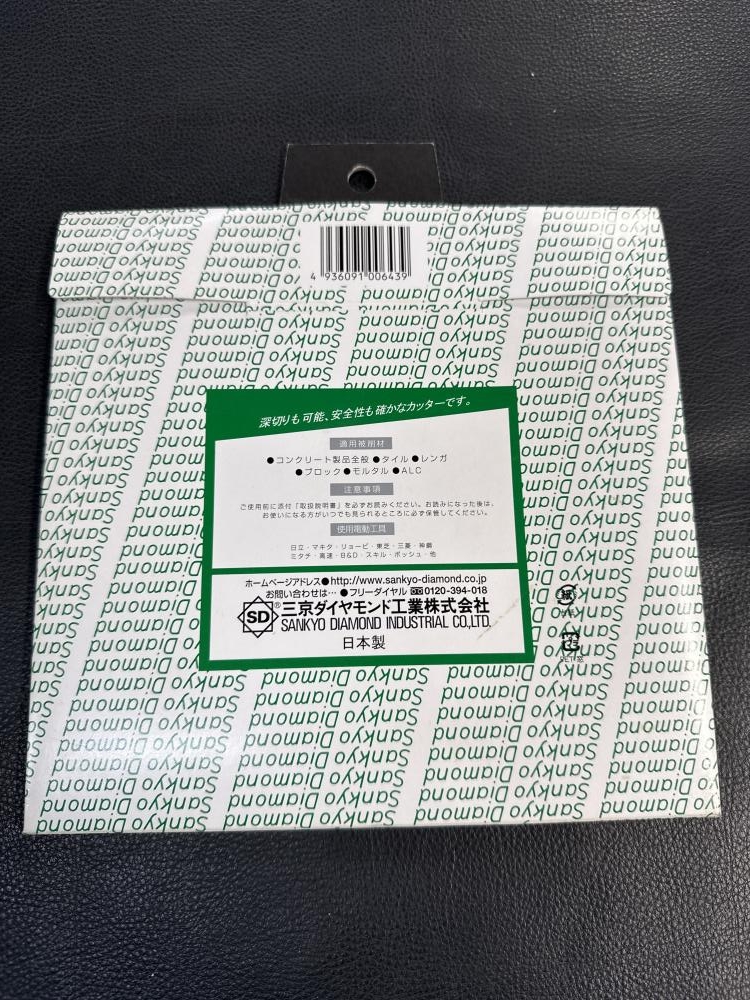 4 936091 006439
深切りも可能、安全性も確かなカッターです。
適用被削材
●コンクリート製品全般 ●タイル ●レンガ
●ブロック ●モルタル ●ALC
注意事項
ご使用前に添付「取扱説明書」を必ずお読みください。お読みになった後は、
お使いになる方がいつでも見られるところに必ず保管してください。
使用電動工具
日立・マキタ・リョービ・東芝・三菱・神鋼
ミタチ・高速・B&D・スキル・ボッシュ・他
ホームページアドレス●http://www.sankyo-diamond.co.jp
お問い合わせは… ●フリーダイヤル 0120-394-018
SD® 三京ダイヤモンド工業株式会社
SANKYO DIAMOND INDUSTRIAL CO.,LTD.
日本製
紙
Sankyo Diamond